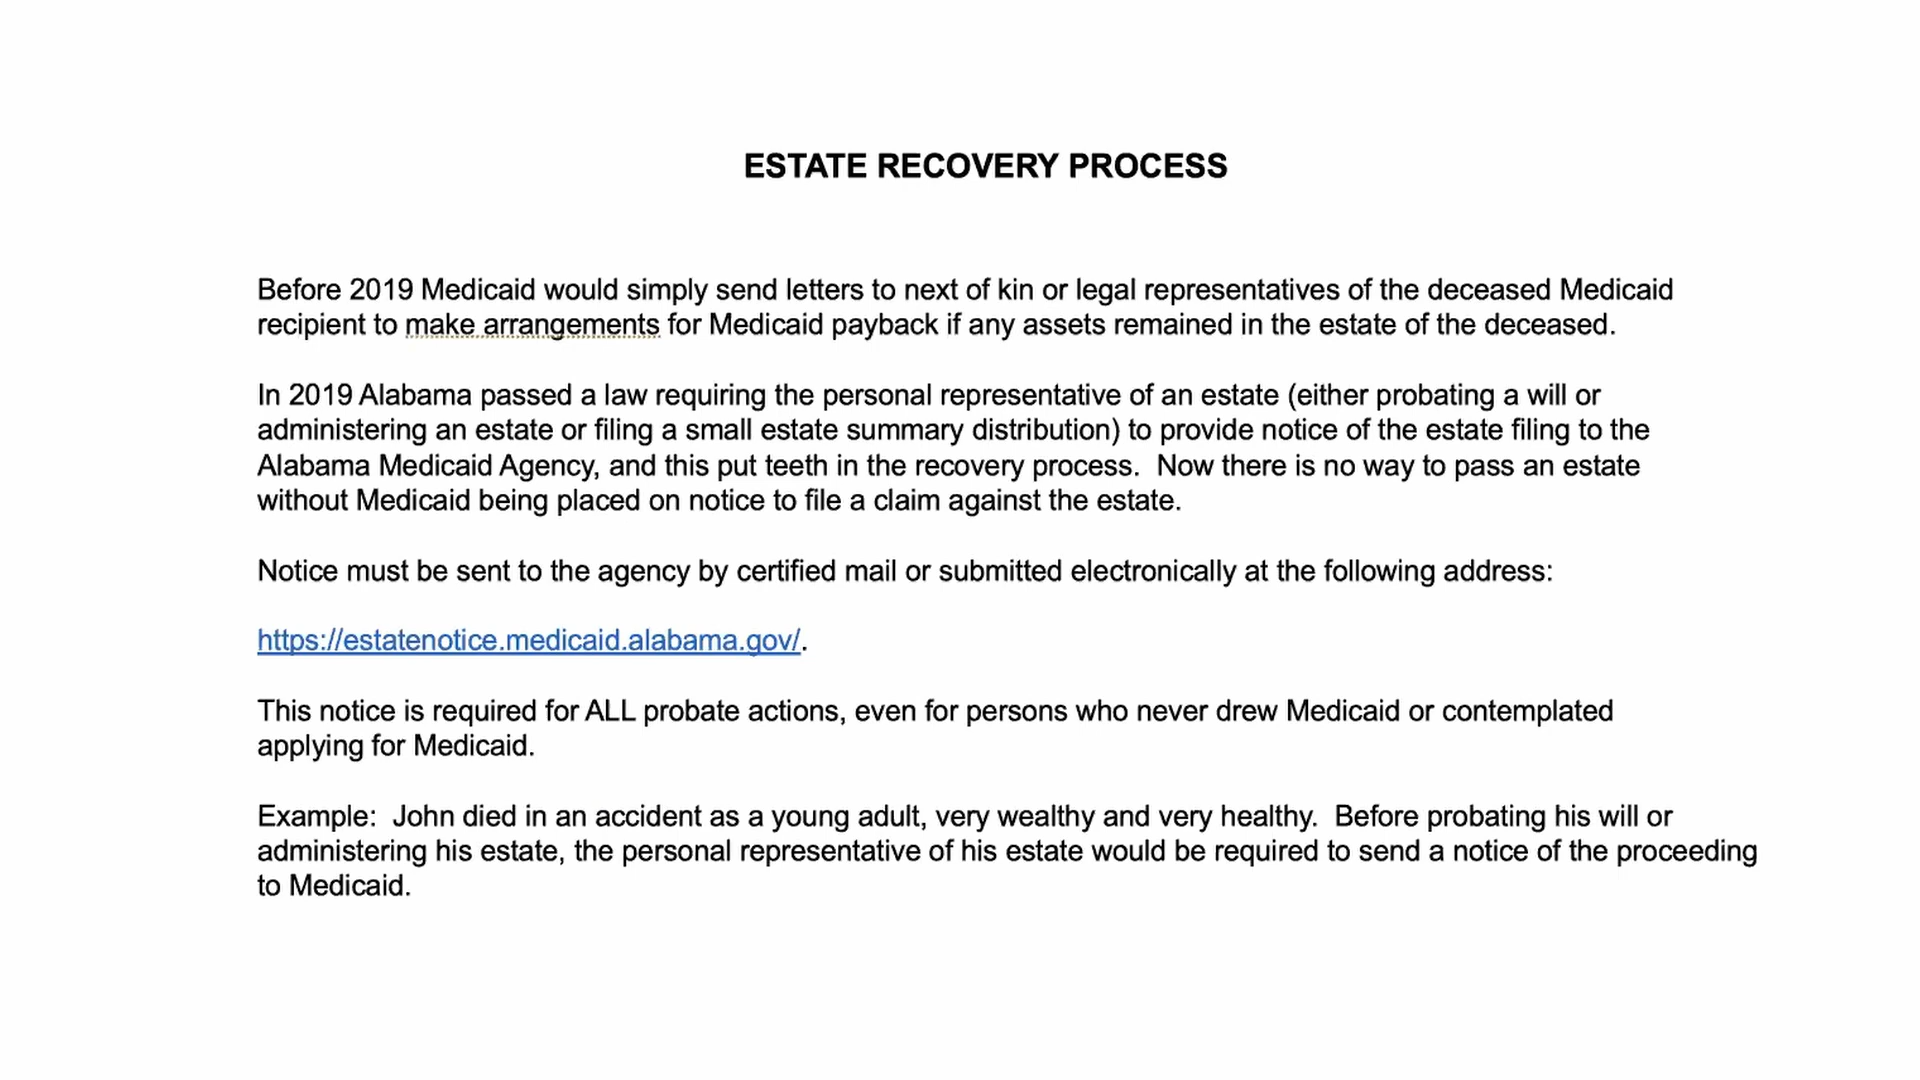 ESTATE RECOVERY PROCESS
Before 2019 Medicaid would simply send letters to next of kin or legal representatives of the deceased Medicaid
recipient to make arrangements for Medicaid payback if any assets remained in the estate of the deceased.
In 2019 Alabama passed a law requiring the personal representative of an estate (either probating a will or
administering an estate or filing a small estate summary distribution) to provide notice of the estate filing to the
Alabama Medicaid Agency, and this put teeth in the recovery process.  Now there is no way to pass an estate
without Medicaid being placed on notice to file a claim against the estate.
Notice must be sent to the agency by certified mail or submitted electronically at the following address:
https://estatenotice.medicaid.alabama.gov/.
This notice is required for ALL probate actions, even for persons who never drew Medicaid or contemplated
applying for Medicaid.
Example:  John died in an accident as a young adult, very wealthy and very healthy.  Before probating his will or
administering his estate, the personal representative of his estate would be required to send a notice of the proceeding
to Medicaid.